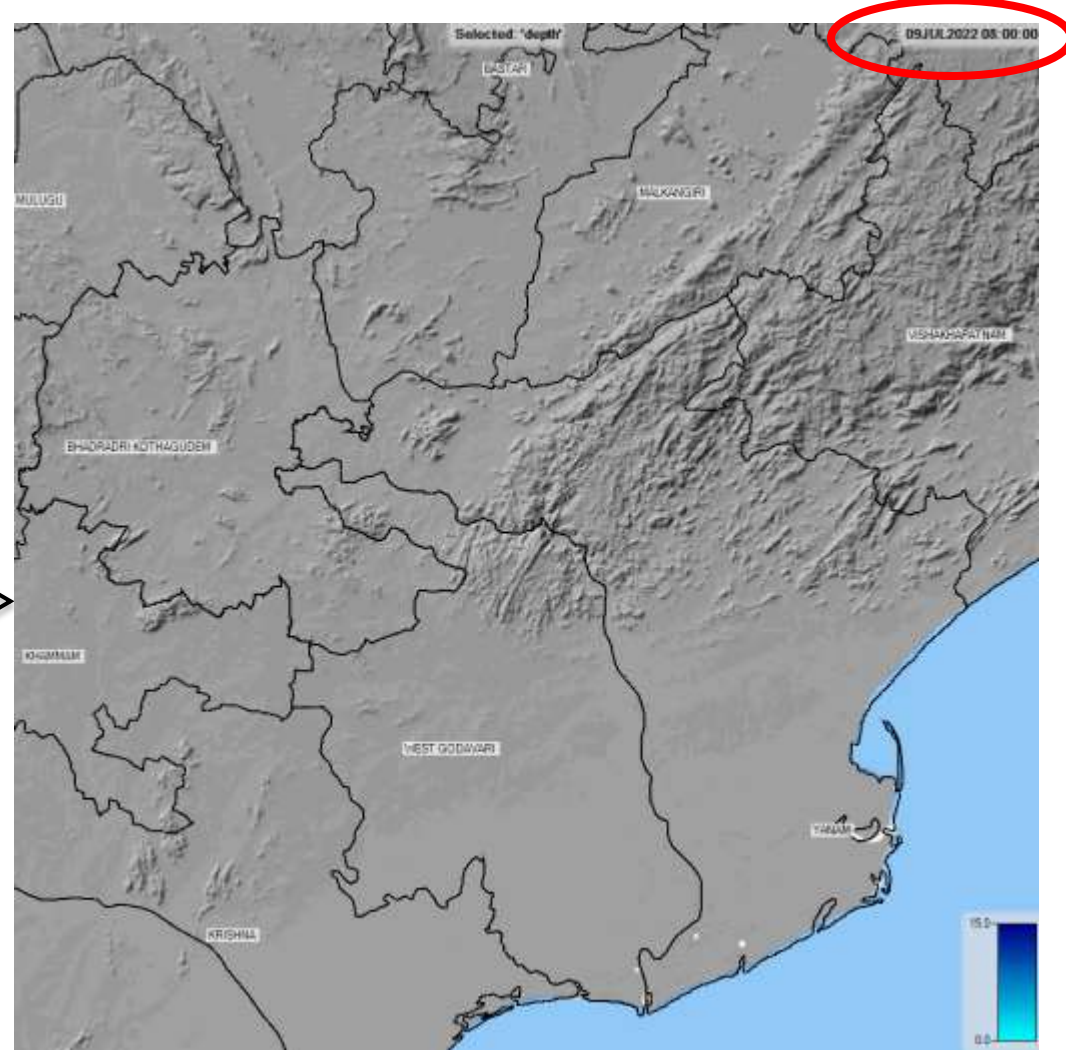 Selected: 'depth'
09JUL2022 08:00:00
BASTAR
MALKANGIRI
MULUGU
VISHAKHAPATNAM
BHADRADRI KOTHAGUDEM
KHAMMAM
WEST GODAVARI
YANAM
KRISHNA
15.0
0.0